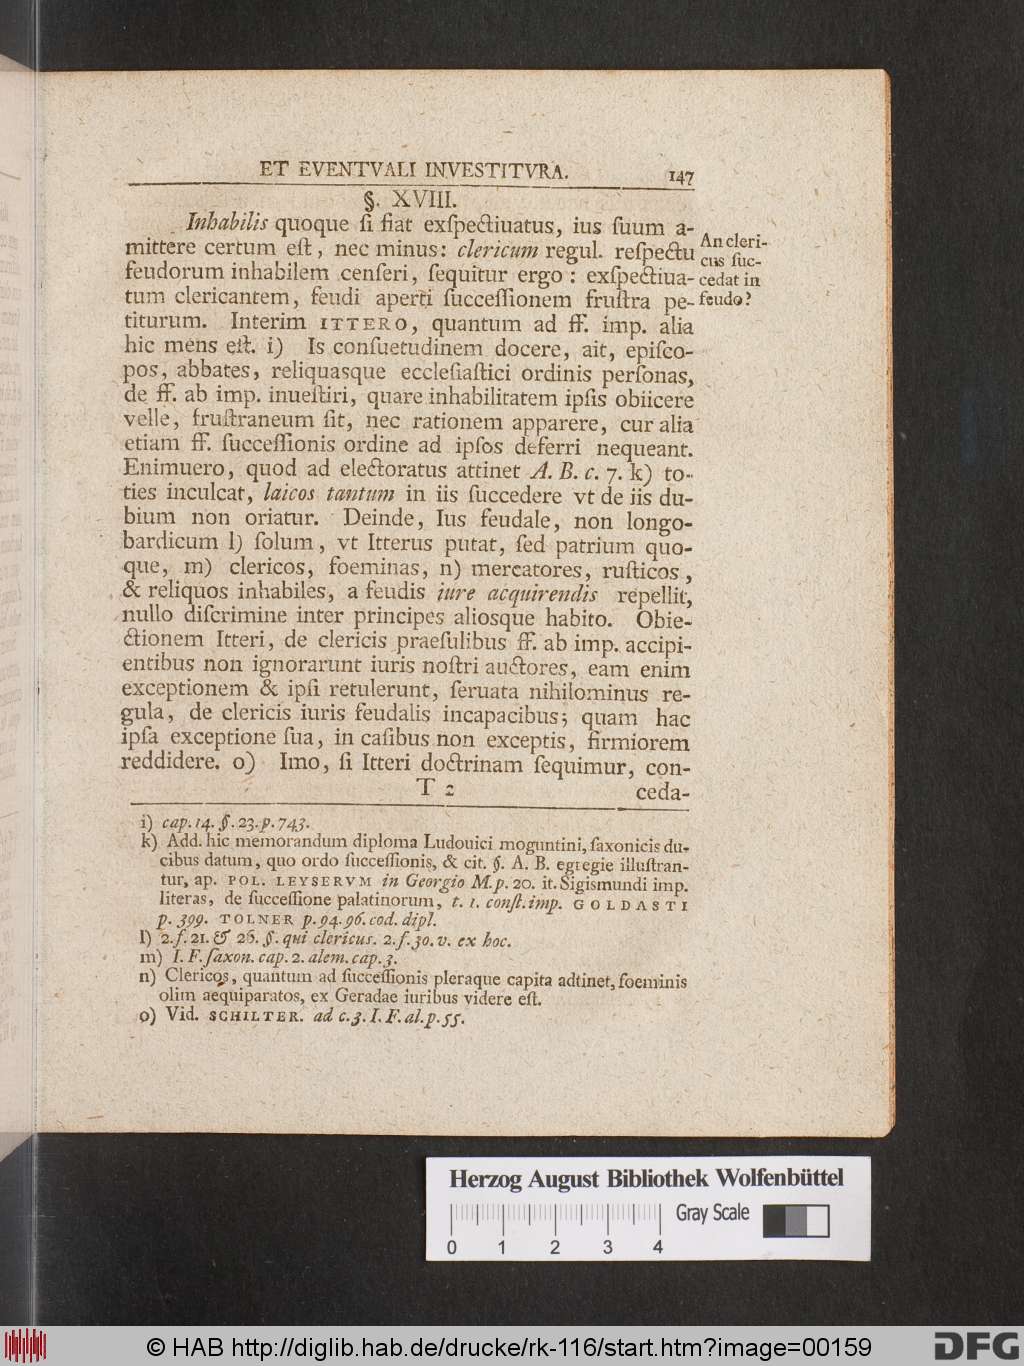 ET EVENTVALI INVESTITVRA. 147
§. XVIII.
Inhabilis quoque ſi fiat exſpectiuatus, ius ſuum a-
mittere certum eſt, nec minus: clericum regul. reſpectu
feudorum inhabilem cenſeri, ſequitur ergo: exſpectiua-
tum clericantem, feudi aperti ſucceſſionem fruſtra pe-
titurum. Interim ITTERO, quantum ad ff. imp. alia
hic mens eſt. i) Is conſuetudinem docere, ait, epiſco-
pos, abbates, reliquasque eccleſiaſtici ordinis perſonas,
de ff. ab imp. inueſtiri, quare inhabilitatem ipſis obiicere
velle, fruſtraneum ſit, nec rationem apparere, cur alia
etiam ff. ſucceſſionis ordine ad ipſos deferri nequeant.
Enimuero, quod ad electoratus attinet A. B. c. 7. k) to-
ties inculcat, laicos tantum in iis ſuccedere vt de iis du-
bium non oriatur. Deinde, Ius feudale, non longo-
bardicum l) ſolum, vt Itterus putat, ſed patrium quo-
que, m) clericos, foeminas, n) mercatores, ruſticos,
& reliquos inhabiles, a feudis iure acquirendis repellit,
nullo diſcrimine inter principes aliosque habito. Obie-
ctionem Itteri, de clericis praeſulibus ff. ab imp. accipi-
entibus non ignorarunt iuris noſtri auctores, eam enim
exceptionem & ipſi retulerunt, ſeruata nihilominus re-
gula, de clericis iuris feudalis incapacibus; quam hac
ipſa exceptione ſua, in caſibus non exceptis, firmiorem
reddidere. o) Imo, ſi Itteri doctrinam ſequimur, con-
T 2 ceda-
An cleri-
cus ſuc-
cedat in
feudo?
i) cap. 14. §. 23. p. 743.
k) Add. hic memorandum diploma Ludouici moguntini, ſaxonicis du-
cibus datum, quo ordo ſucceſſionis, & cit. §. A. B. egregie illuſtran-
tur, ap. POL. LEYSERVM in Georgio M. p. 20. it. Sigismundi imp.
literas, de ſucceſſione palatinorum, t. 1. conſt. imp. GOLDASTI
p. 399. TOLNER p. 94. 96. cod. dipl.
l) 2. f. 21. & 26. §. qui clericus. 2. f. 30. v. ex hoc.
m) I. F. ſaxon. cap. 2. alem. cap. 3.
n) Clericos, quantum ad ſucceſſionis pleraque capita adtinet, foeminis
olim aequiparatos, ex Geradae iuribus videre eſt.
o) Vid. SCHILTER. ad c. 3. I. F. al. p. 55.
Herzog August Bibliothek Wolfenbüttel
Gray Scale
0 1 2 3 4
© HAB http://diglib.hab.de/drucke/rk-116/start.htm?image=00159
DFG